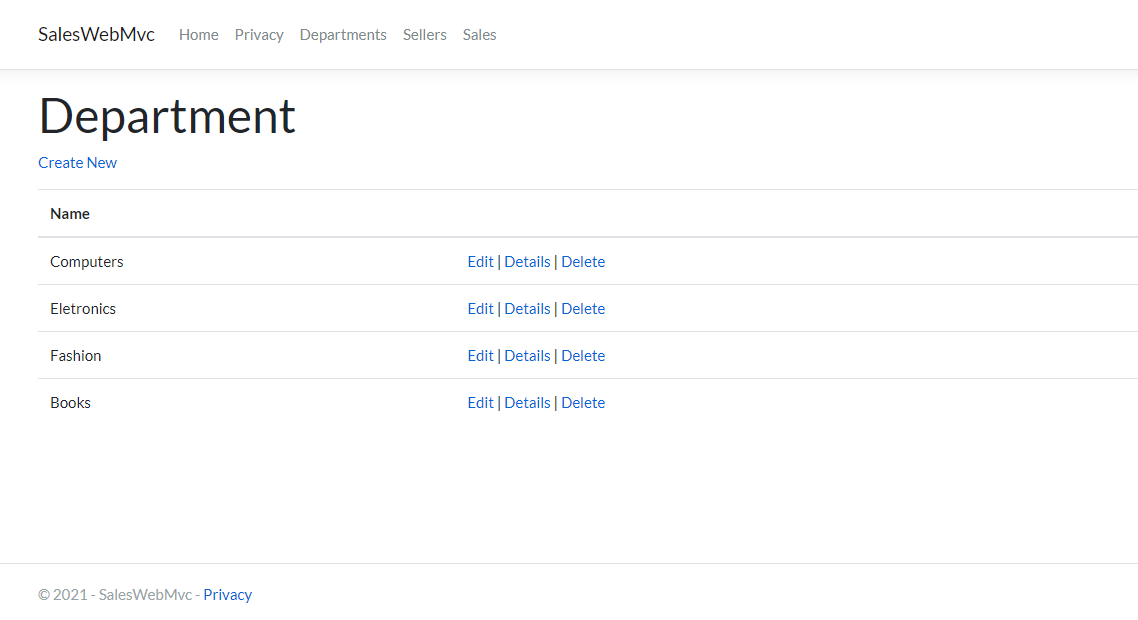 SalesWebMvc Home Privacy Departments Sellers Sales
Department
Create New
Name
Computers Edit | Details | Delete
Eletronics Edit | Details | Delete
Fashion Edit | Details | Delete
Books Edit | Details | Delete
© 2021 - SalesWebMvc - Privacy